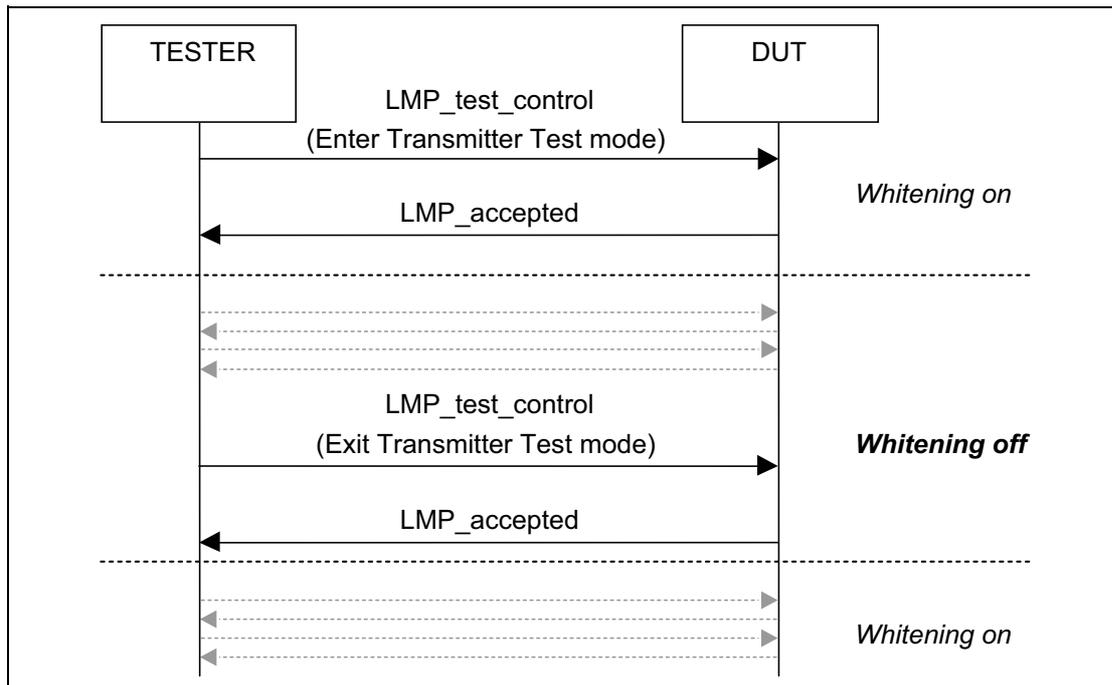 TESTER
DUT
LMP_test_control
(Enter Transmitter Test mode)
Whitening on
LMP_accepted
LMP_test_control
(Exit Transmitter Test mode)
Whitening off
LMP_accepted
Whitening on